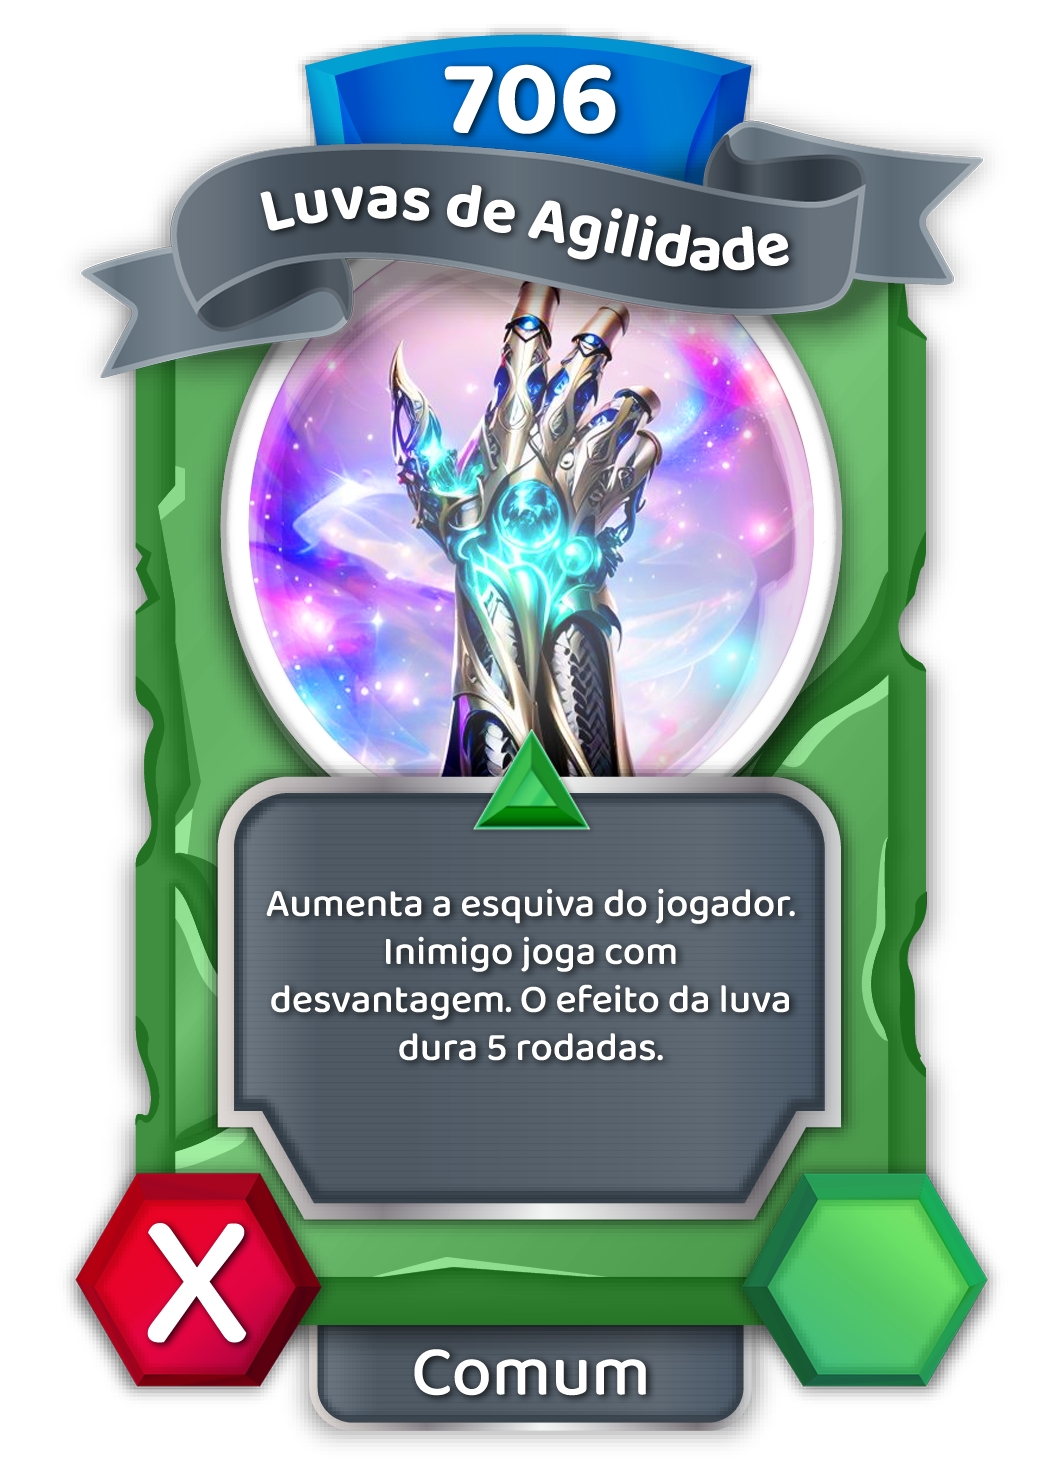 706
Luvas de Agilidade
Aumenta a esquiva do jogador.
Inimigo joga com
desvantagem. O efeito da luva
dura 5 rodadas.
X
Comum